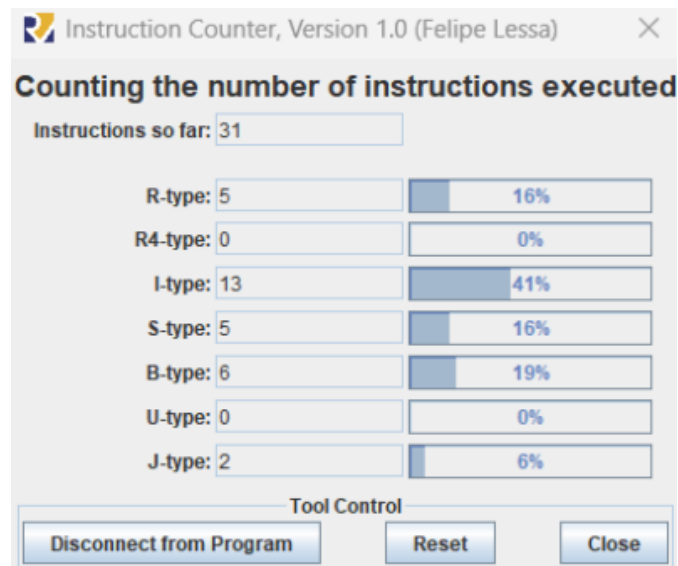 Instruction Counter, Version 1.0 (Felipe Lessa)
Counting the number of instructions executed
Instructions so far: 31
R-type: 5 16%
R4-type: 0 0%
I-type: 13 41%
S-type: 5 16%
B-type: 6 19%
U-type: 0 0%
J-type: 2 6%
Tool Control
Disconnect from Program Reset Close